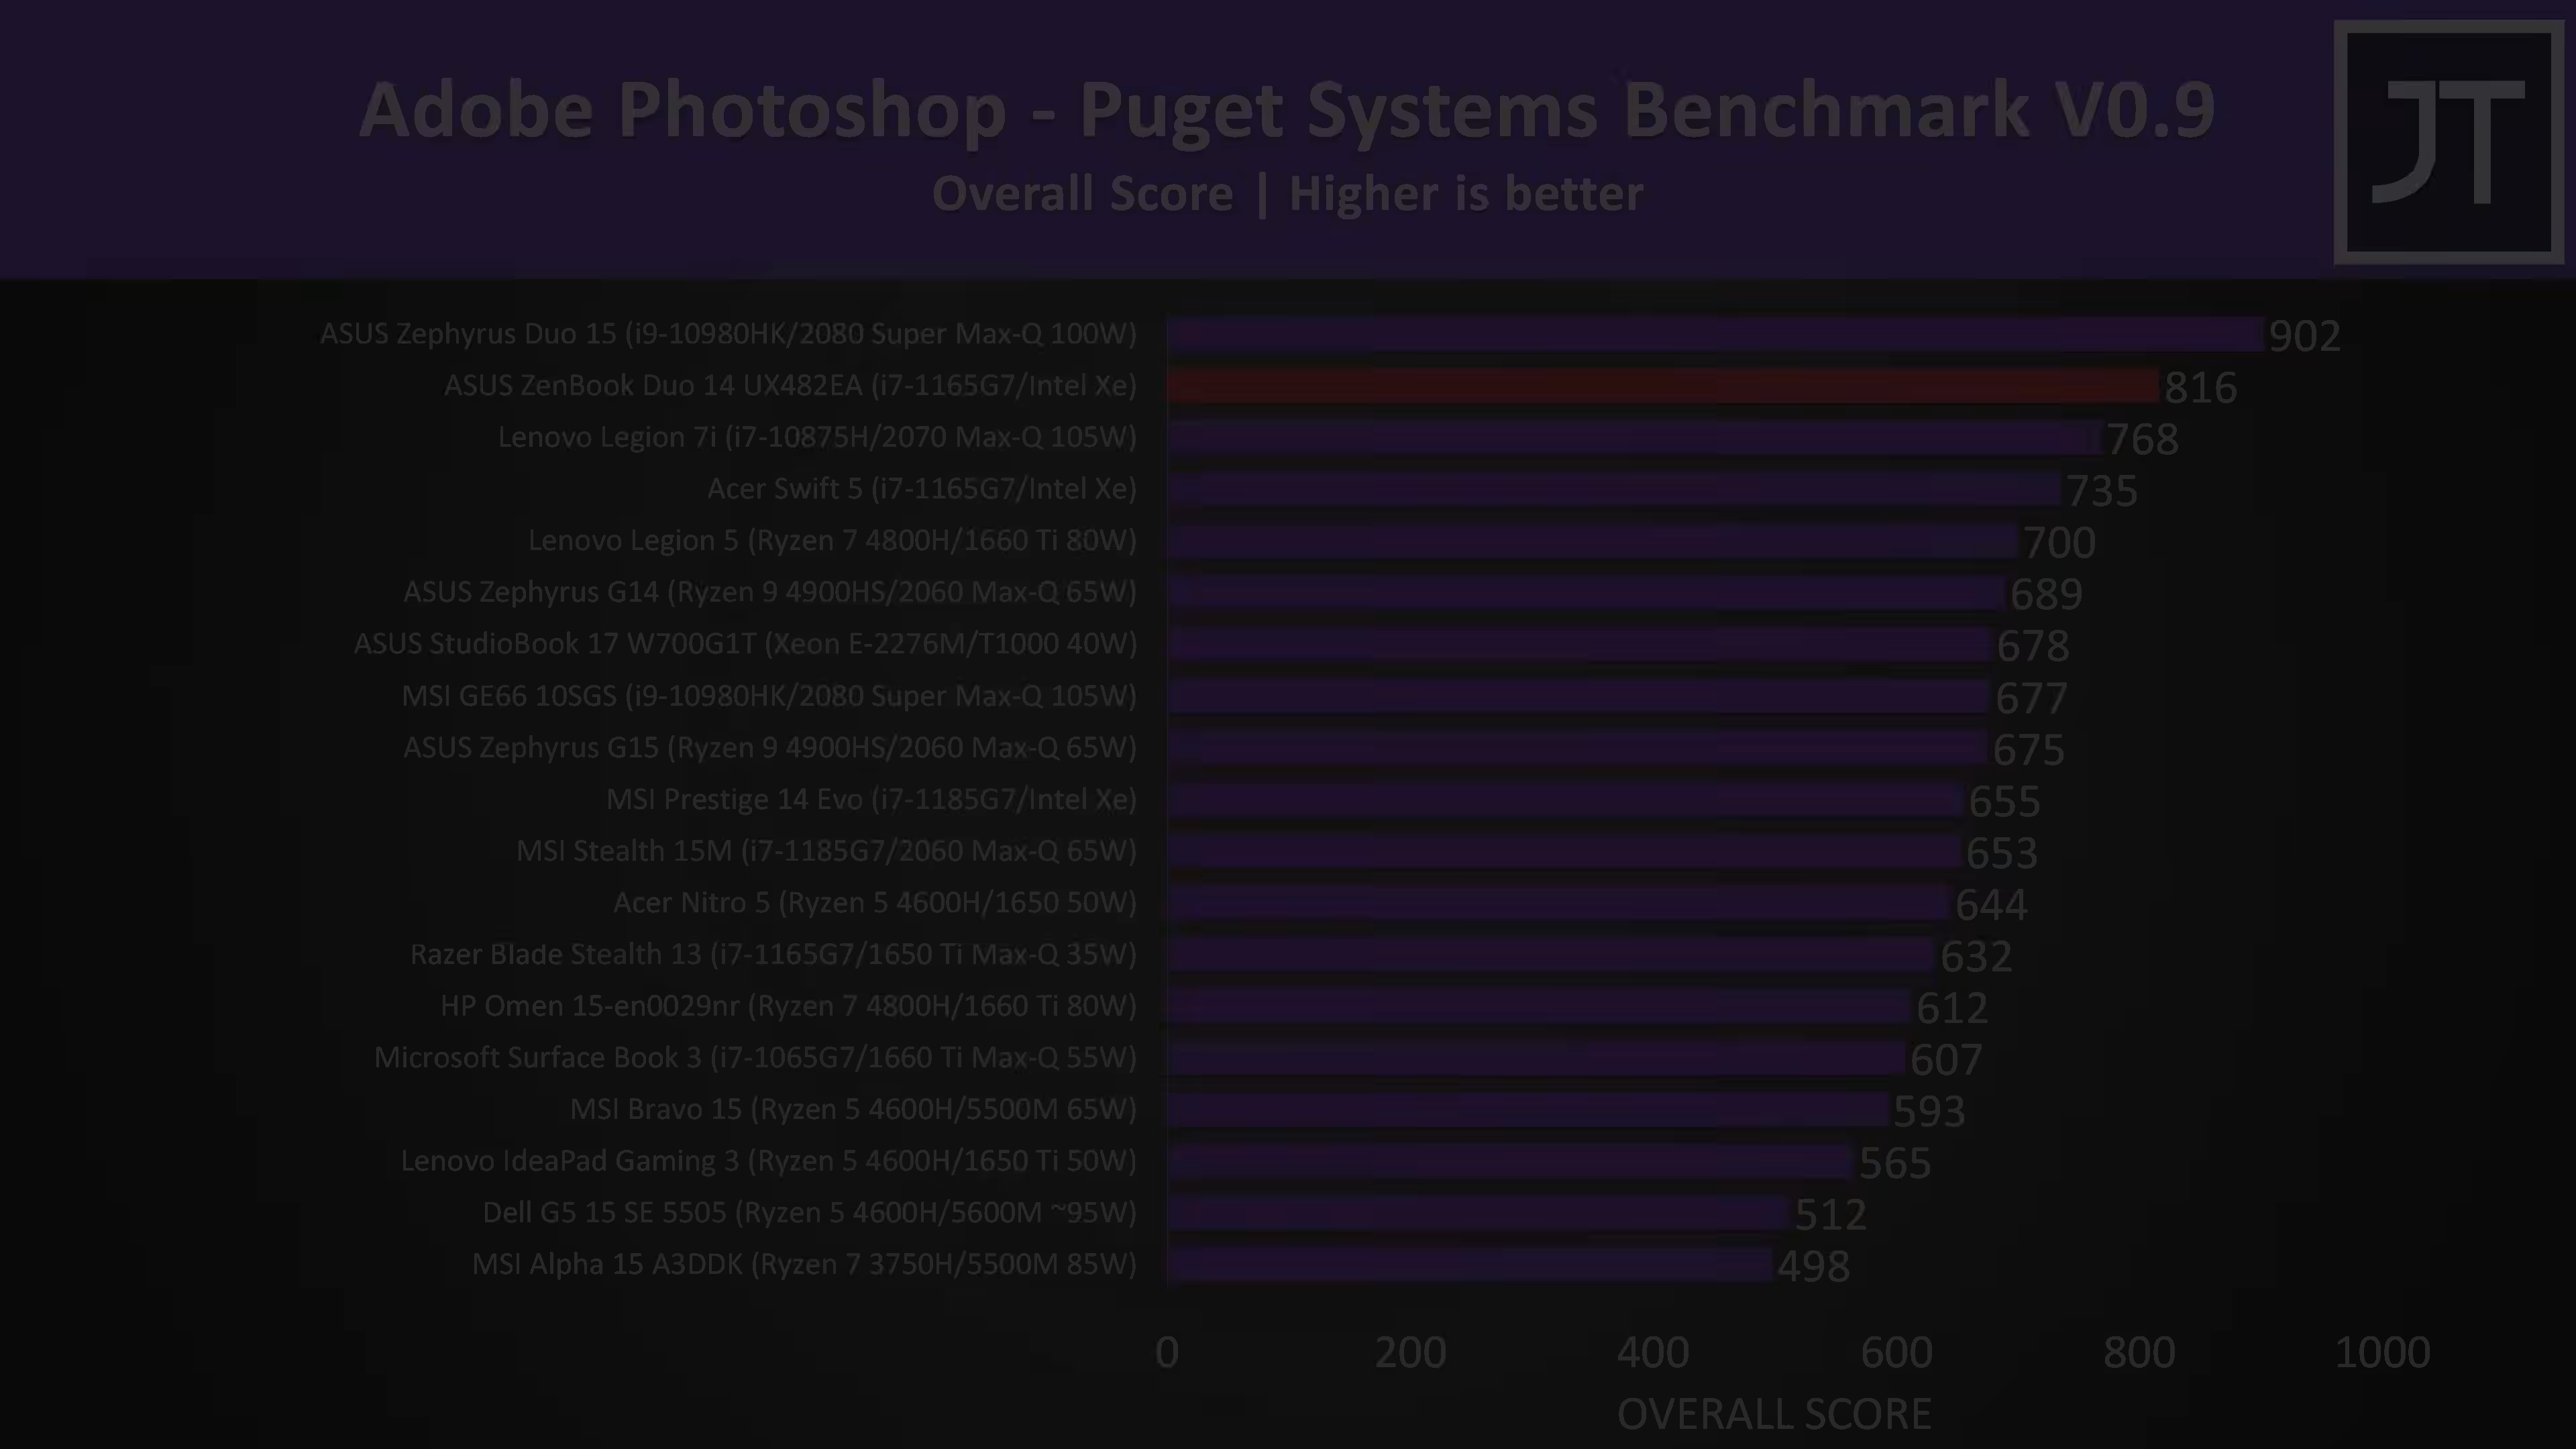 Adobe Photoshop - Puget Systems Benchmark V0.9
Overall Score | Higher is better
JT
ASUS Zephyrus Duo 15 (i9-10980HK/2080 Super Max-Q 100W) 902
ASUS ZenBook Duo 14 UX482EA (i7-1165G7/Intel Xe) 816
Lenovo Legion 7i (i7-10875H/2070 Max-Q 105W) 768
Acer Swift 5 (i7-1165G7/Intel Xe) 735
Lenovo Legion 5 (Ryzen 7 4800H/1660 Ti 80W) 700
ASUS Zephyrus G14 (Ryzen 9 4900HS/2060 Max-Q 65W) 689
ASUS StudioBook 17 W700G1T (Xeon E-2276M/T1000 40W) 678
MSI GE66 10SGS (i9-10980HK/2080 Super Max-Q 105W) 677
ASUS Zephyrus G15 (Ryzen 9 4900HS/2060 Max-Q 65W) 675
MSI Prestige 14 Evo (i7-1185G7/Intel Xe) 655
MSI Stealth 15M (i7-1185G7/2060 Max-Q 65W) 653
Acer Nitro 5 (Ryzen 5 4600H/1650 50W) 644
Razer Blade Stealth 13 (i7-1165G7/1650 Ti Max-Q 35W) 632
HP Omen 15-en0029nr (Ryzen 7 4800H/1660 Ti 80W) 612
Microsoft Surface Book 3 (i7-1065G7/1660 Ti Max-Q 55W) 607
MSI Bravo 15 (Ryzen 5 4600H/5500M 65W) 593
Lenovo IdeaPad Gaming 3 (Ryzen 5 4600H/1650 Ti 50W) 565
Dell G5 15 SE 5505 (Ryzen 5 4600H/5600M ~95W) 512
MSI Alpha 15 A3DDK (Ryzen 7 3750H/5500M 85W) 498
0 200 400 600 800 1000
OVERALL SCORE